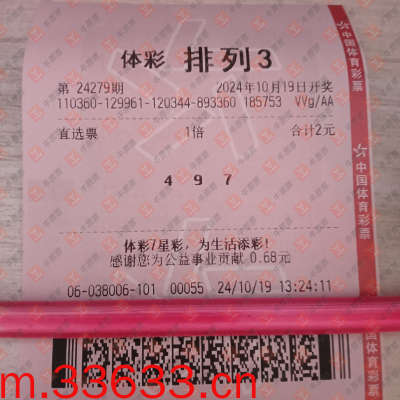 体彩 排列3
第 24279期 2024年10月19日开奖
110360-129961-120344-893360 185753 VVg/AA
直选票 1倍 合计2元
4 9 7
体彩7星彩，为生活添彩！
感谢您为公益事业贡献 0.68元
06-038006-101 00055 24/10/19 13:24:11
中国体育彩票
中国体育彩票
m.33633.cn